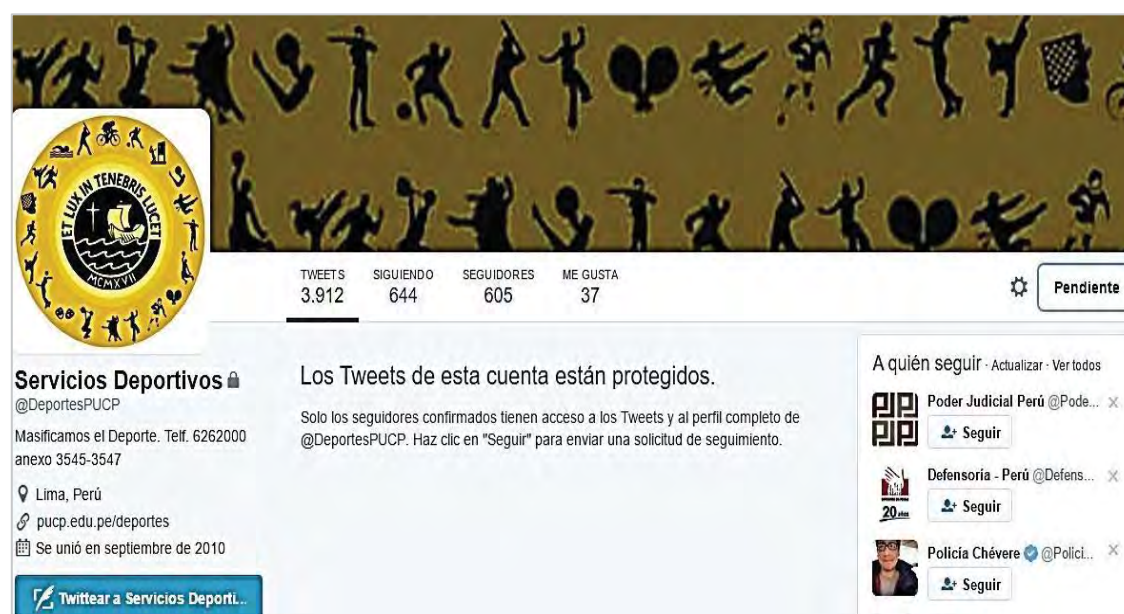 ET LUX IN TENEBRIS LUCET
MCMXVII
TWEETS
3.912
SIGUIENDO
644
SEGUIDORES
605
ME GUSTA
37
Pendiente
Servicios Deportivos
@DeportesPUCP
Masificamos el Deporte. Telf. 6262000
anexo 3545-3547
Lima, Perú
pucp.edu.pe/deportes
Se unió en septiembre de 2010
Twittear a Servicios Deporti...
Los Tweets de esta cuenta están protegidos.
Solo los seguidores confirmados tienen acceso a los Tweets y al perfil completo de
@DeportesPUCP. Haz clic en "Seguir" para enviar una solicitud de seguimiento.
A quién seguir · Actualizar · Ver todos
Poder Judicial Perú @Pode...
Seguir
Defensoría - Perú @Defens...
20 años
Seguir
Policía Chévere @Polici...
Seguir